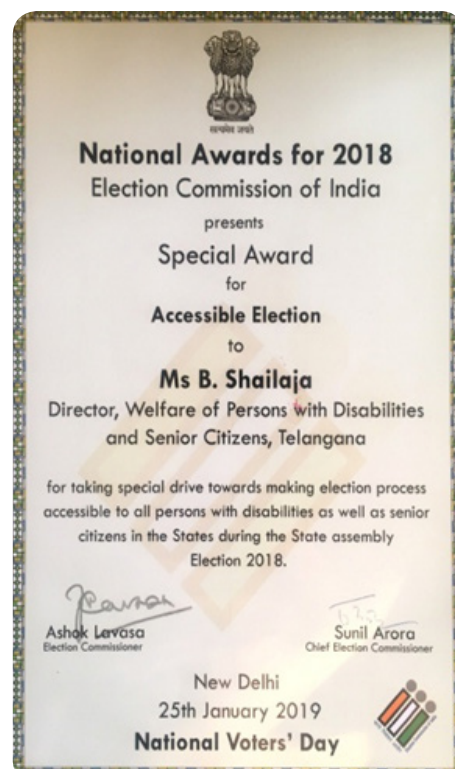 सत्यमेव जयते
National Awards for 2018
Election Commission of India
presents
Special Award
for
Accessible Election
to
Ms B. Shailaja
Director, Welfare of Persons with Disabilities
and Senior Citizens, Telangana
for taking special drive towards making election process
accessible to all persons with disabilities as well as senior
citizens in the States during the State assembly
Election 2018.
Ashok Lavasa
Election Commissioner
Sunil Arora
Chief Election Commissioner
New Delhi
25th January 2019
National Voters' Day